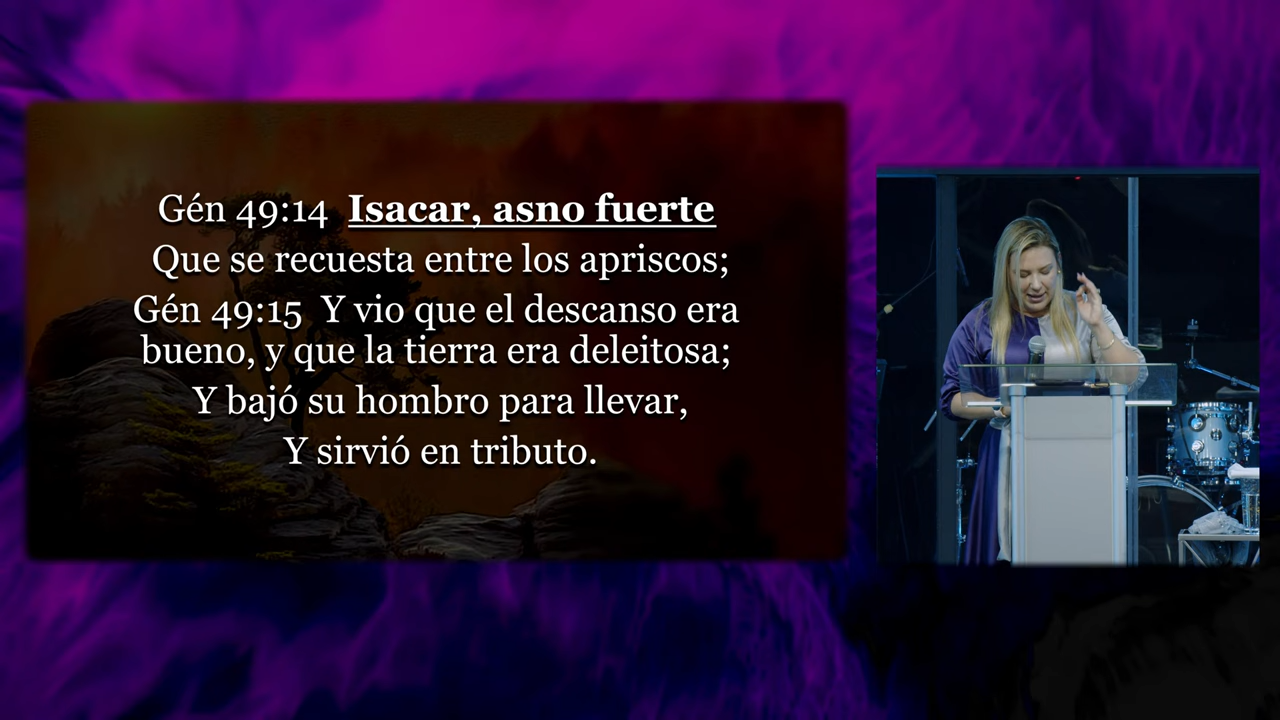 Gén 49:14 Isacar, asno fuerte
Que se recuesta entre los apriscos;
Gén 49:15 Y vio que el descanso era
bueno, y que la tierra era deleitosa;
Y bajó su hombro para llevar,
Y sirvió en tributo.